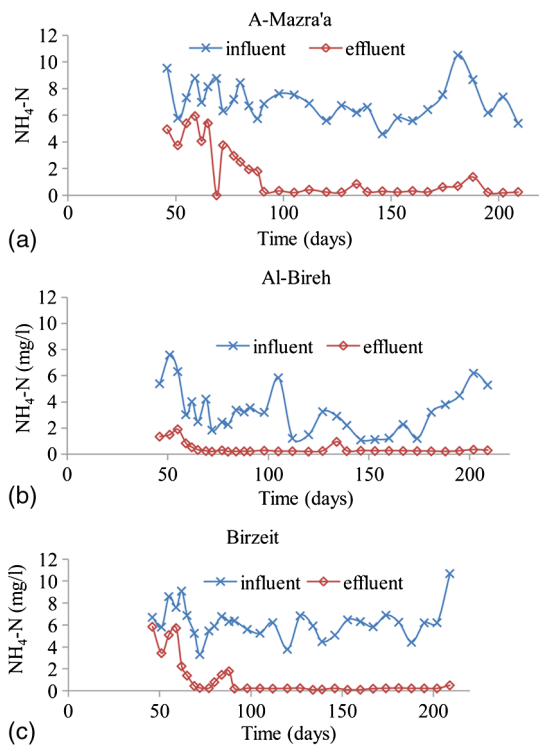 A-Mazra'a
12
influent effluent
10
8
NH₄-N
6
4
2
0
0 50 100 150 200
(a) Time (days)
Al-Bireh
12
10
influent effluent
NH₄-N (mg/l)
8
6
4
2
0
0 50 100 150 200
(b) Time (days)
Birzeit
12
10
influent effluent
NH₄-N (mg/l)
8
6
4
2
0
0 50 100 150 200
(c) Time (days)